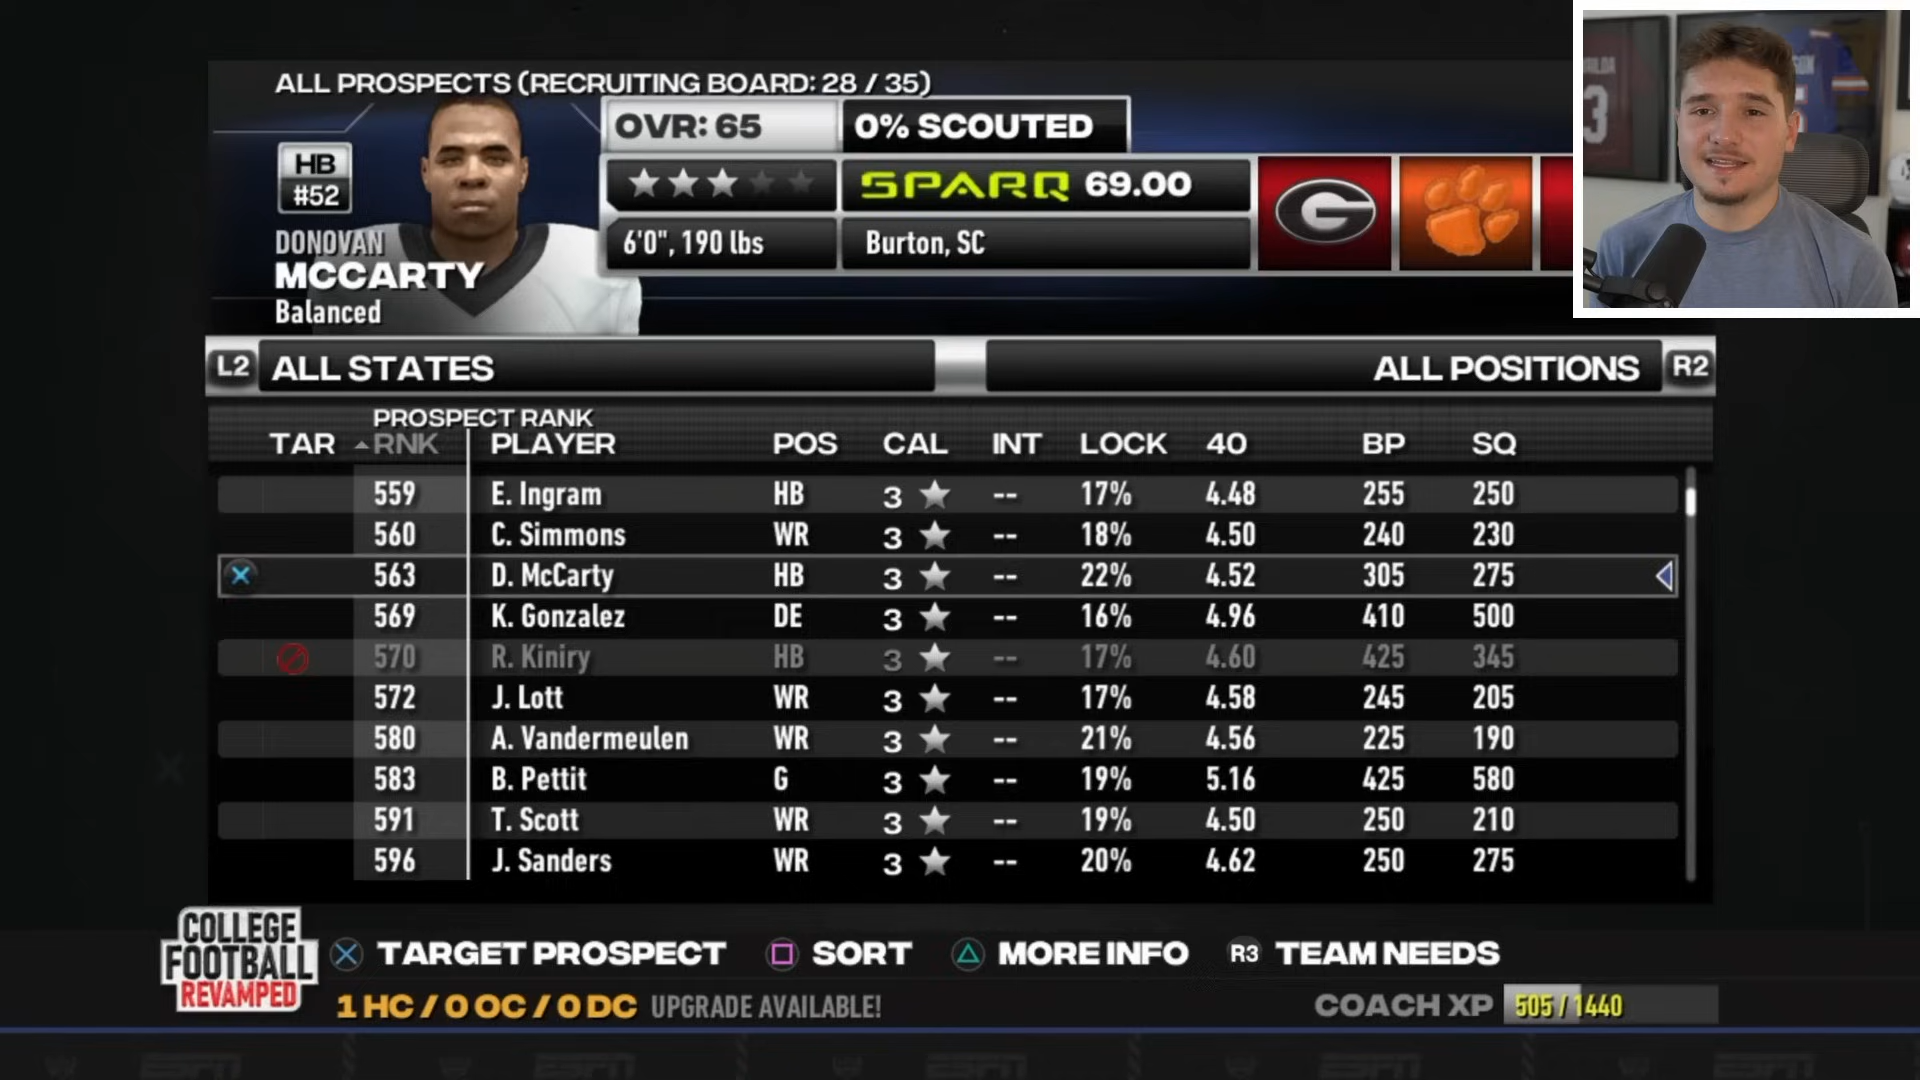 ALL PROSPECTS (RECRUITING BOARD: 28 / 35)
OVR: 65
0% SCOUTED
HB
#52
SPARQ 69.00
DONOVAN
MCCARTY
Balanced
6'0", 190 lbs
Burton, SC
G
3
L2 ALL STATES
ALL POSITIONS R2
PROSPECT RANK
TAR RNK PLAYER POS CAL INT LOCK 40 BP SQ
559 E. Ingram HB 3 -- 17% 4.48 255 250
560 C. Simmons WR 3 -- 18% 4.50 240 230
563 D. McCarty HB 3 -- 22% 4.52 305 275
569 K. Gonzalez DE 3 -- 16% 4.96 410 500
570 R. Kiniry HB 3 -- 17% 4.60 425 345
572 J. Lott WR 3 -- 17% 4.58 245 205
580 A. Vandermeulen WR 3 -- 21% 4.56 225 190
583 B. Pettit G 3 -- 19% 5.16 425 580
591 T. Scott WR 3 -- 19% 4.50 250 210
596 J. Sanders WR 3 -- 20% 4.62 250 275
COLLEGE
FOOTBALL
REVAMPED
TARGET PROSPECT SORT MORE INFO R3 TEAM NEEDS
1 HC / 0 OC / 0 DC UPGRADE AVAILABLE!
COACH XP 505 / 1440
ESPN ESPN ESPN ESPN ESPN ESPN